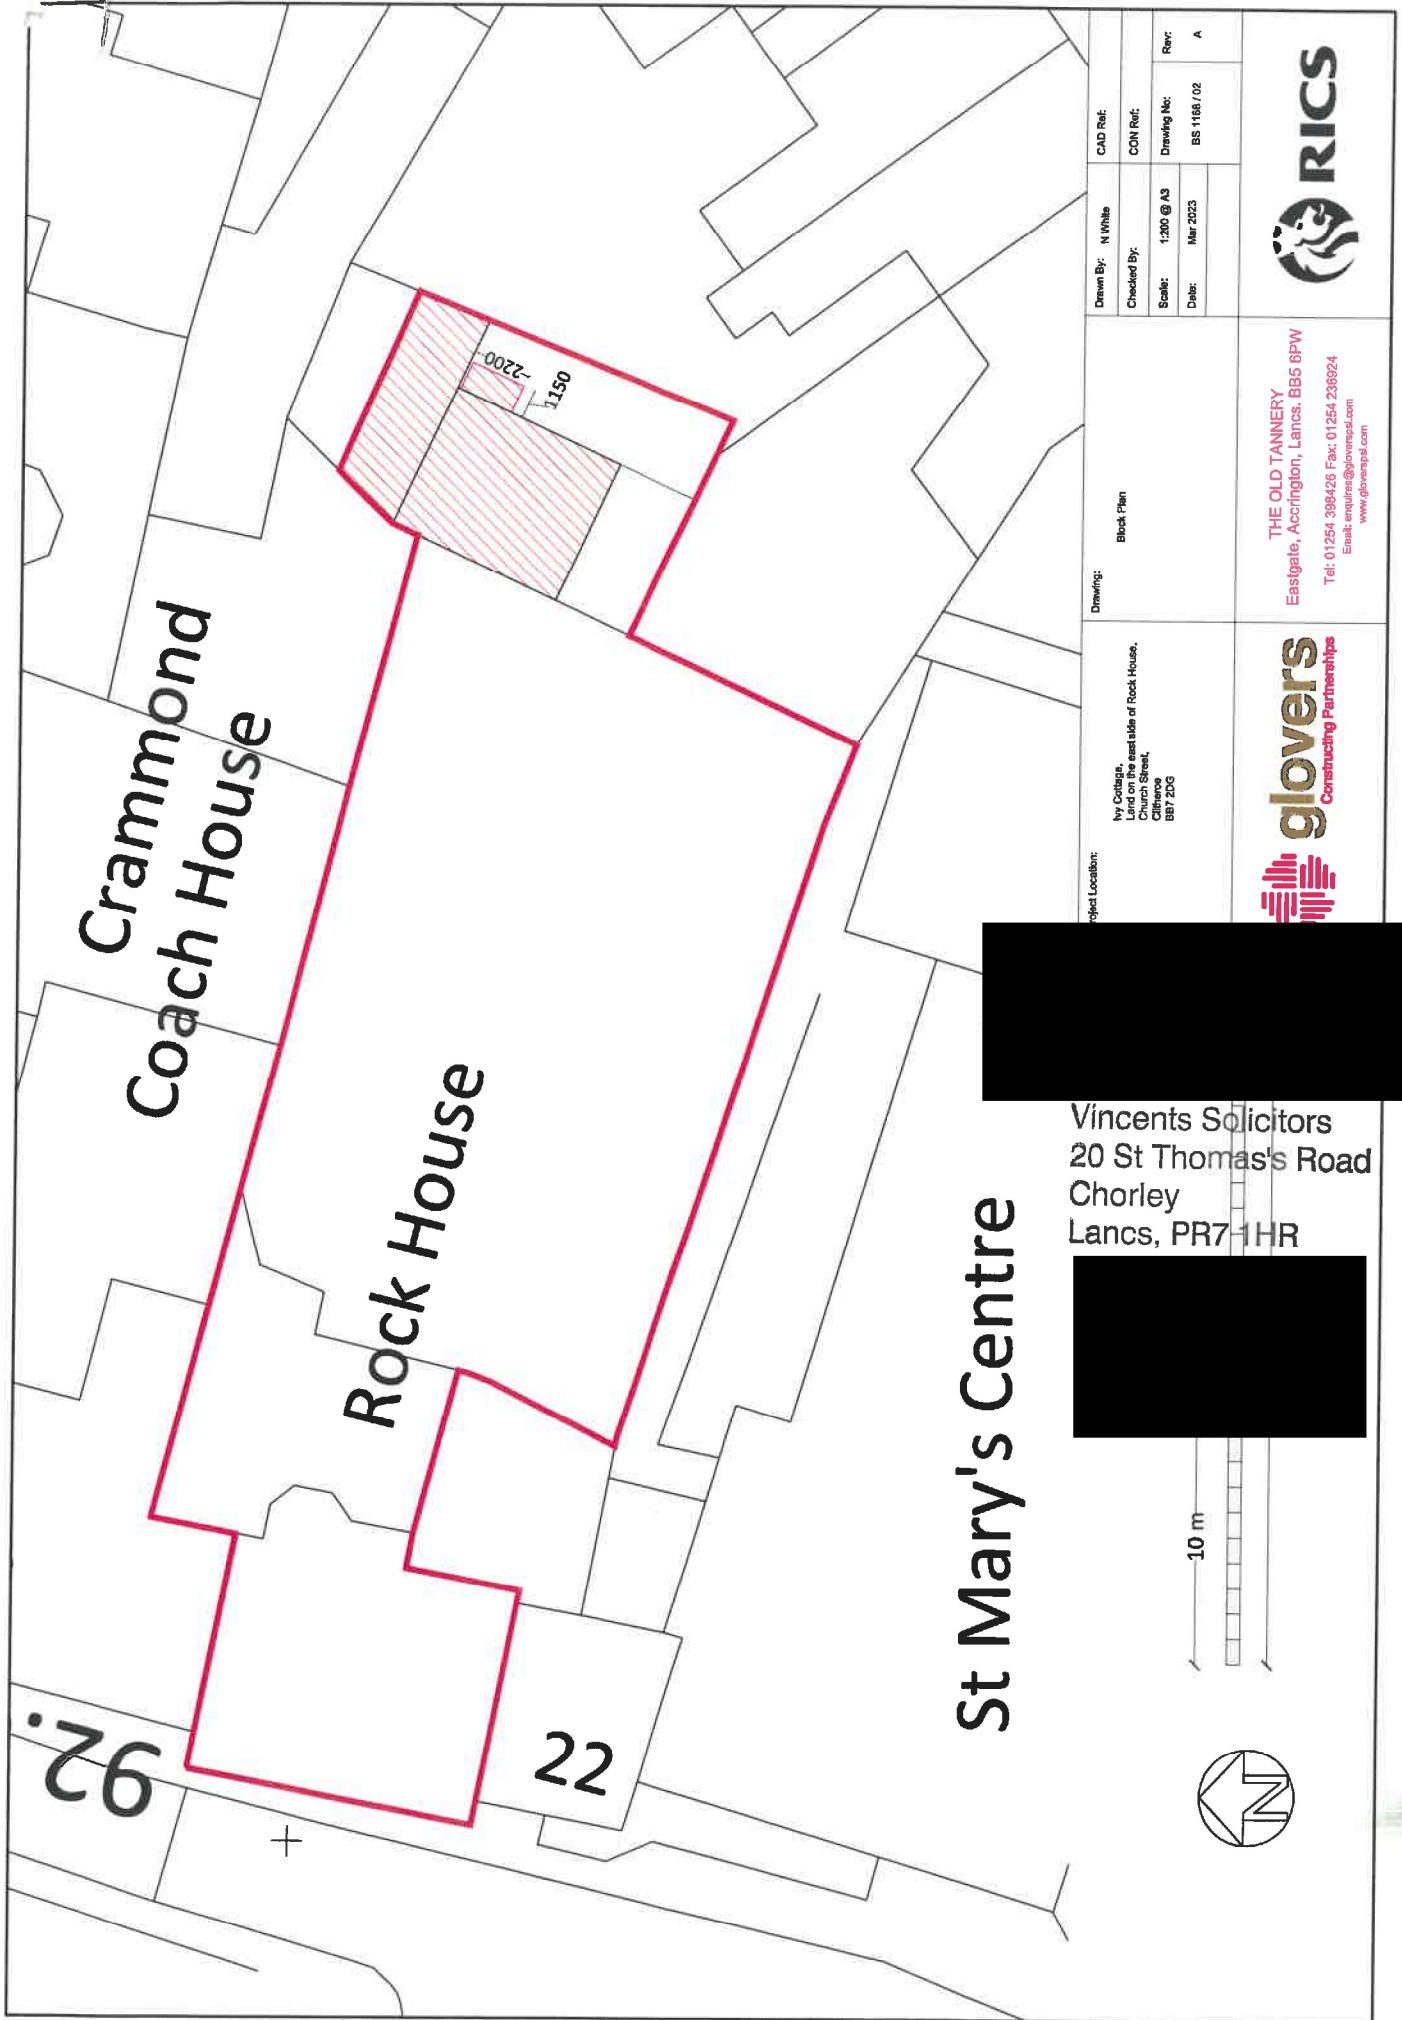 Crammond
Coach House
Rock House
St Mary's Centre
92.
22
2200
1150
10 m
N
Vincents Solicitors
20 St Thomas's Road
Chorley
Lancs, PR7 1HR
roject Location:
Ivy Cottage,
Land on the east side of Rock House,
Church Street,
Clitheroe
BB7 2DG
Drawing:
Block Plan
Drawn By: N White
CAD Ref:
Checked By:
CON Ref:
Scale: 1:200 @ A3
Drawing No:
Rev:
Date: Mar 2023
BS 1168 / 02
A
glovers
Constructing Partnerships
THE OLD TANNERY
Eastgate, Accrington, Lancs. BB5 6PW
Tel: 01254 398426 Fax: 01254 236924
Email: enquires@gloverspsl.com
www.gloverspsl.com
RICS